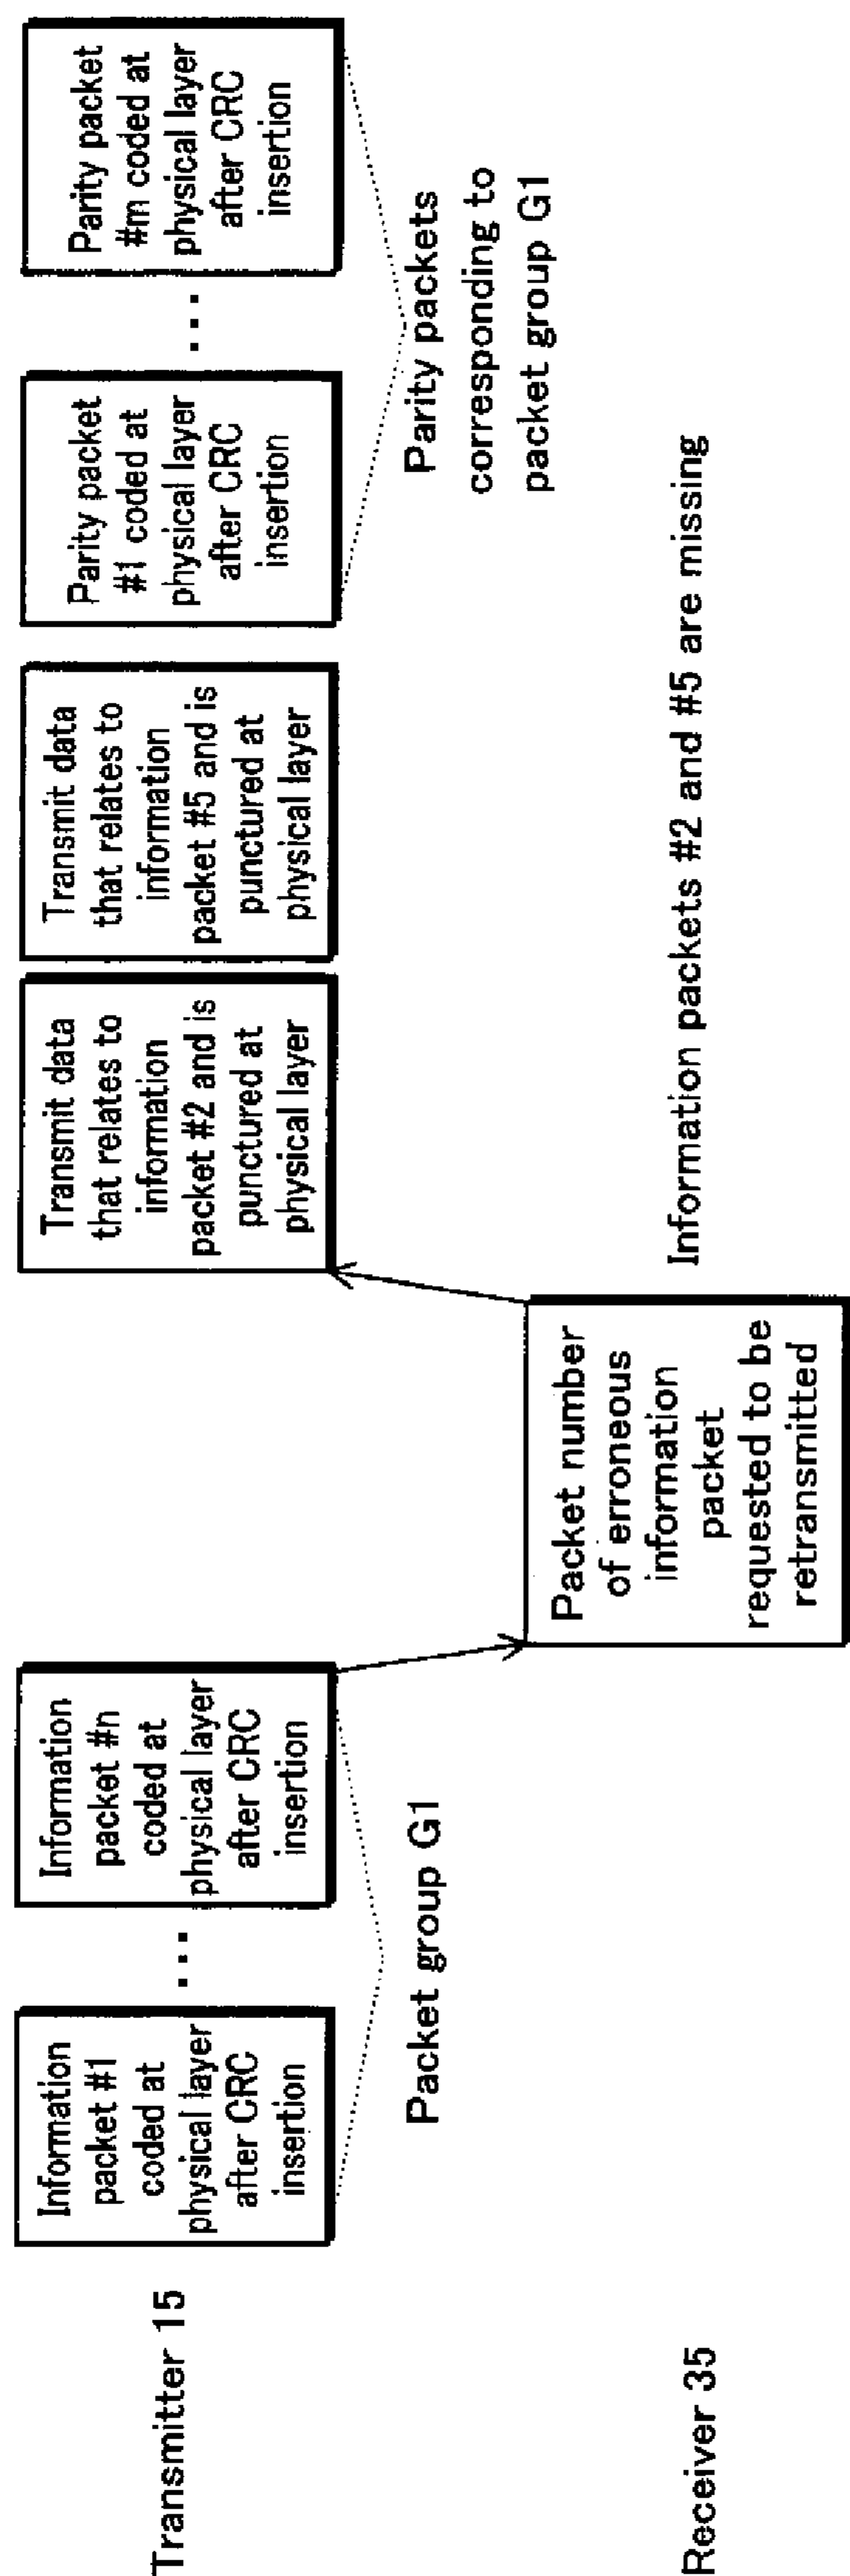 Transmitter 15
Information
packet #1
coded at
physical layer
after CRC
insertion
...
Information
packet #n
coded at
physical layer
after CRC
insertion
Packet group G1
Transmit data
that relates to
information
packet #2 and is
punctured at
physical layer
Transmit data
that relates to
information
packet #5 and is
punctured at
physical layer
Parity packet
#1 coded at
physical layer
after CRC
insertion
...
Parity packet
#m coded at
physical layer
after CRC
insertion
Parity packets
corresponding to
packet group G1
Receiver 35
Packet number
of erroneous
information
packet
requested to be
retransmitted
Information packets #2 and #5 are missing